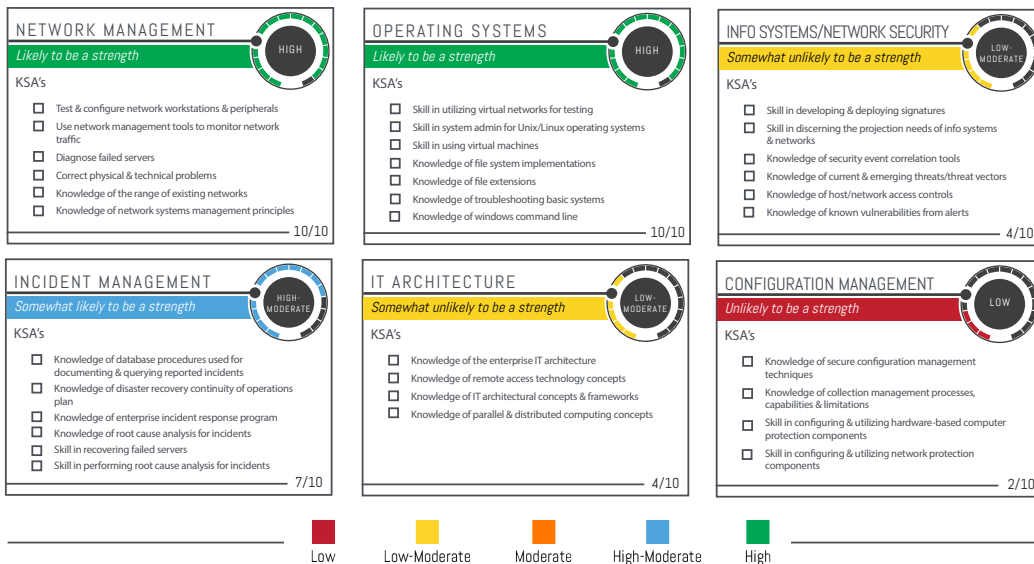 NETWORK MANAGEMENT
HIGH
Likely to be a strength
KSA's
Test & configure network workstations & peripherals
Use network management tools to monitor network
traffic
Diagnose failed servers
Correct physical & technical problems
Knowledge of the range of existing networks
Knowledge of network systems management principles
10/10
OPERATING SYSTEMS
HIGH
Likely to be a strength
KSA's
Skill in utilizing virtual networks for testing
Skill in system admin for Unix/Linux operating systems
Skill in using virtual machines
Knowledge of file system implementations
Knowledge of file extensions
Knowledge of troubleshooting basic systems
Knowledge of windows command line
10/10
INFO SYSTEMS/NETWORK SECURITY
LOW-
MODERATE
Somewhat unlikely to be a strength
KSA's
Skill in developing & deploying signatures
Skill in discerning the projection needs of info systems
& networks
Knowledge of security event correlation tools
Knowledge of current & emerging threats/threat vectors
Knowledge of host/network access controls
Knowledge of known vulnerabilities from alerts
4/10
INCIDENT MANAGEMENT
HIGH-
MODERATE
Somewhat likely to be a strength
KSA's
Knowledge of database procedures used for
documenting & querying reported incidents
Knowledge of disaster recovery continuity of operations
plan
Knowledge of enterprise incident response program
Knowledge of root cause analysis for incidents
Skill in recovering failed servers
Skill in performing root cause analysis for incidents
7/10
IT ARCHITECTURE
LOW-
MODERATE
Somewhat unlikely to be a strength
KSA's
Knowledge of the enterprise IT architecture
Knowledge of remote access technology concepts
Knowledge of IT architectural concepts & frameworks
Knowledge of parallel & distributed computing concepts
4/10
CONFIGURATION MANAGEMENT
LOW
Unlikely to be a strength
KSA's
Knowledge of secure configuration management
techniques
Knowledge of collection management processes,
capabilities & limitations
Skill in configuring & utilizing hardware-based computer
protection components
Skill in configuring & utilizing network protection
components
2/10
Low
Low-Moderate
Moderate
High-Moderate
High